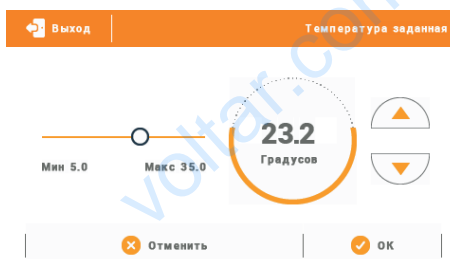 Выход
Температура заданная
23.2
Градусов
Мин 5.0
Макс 35.0
Отменить
OK
voltar.com